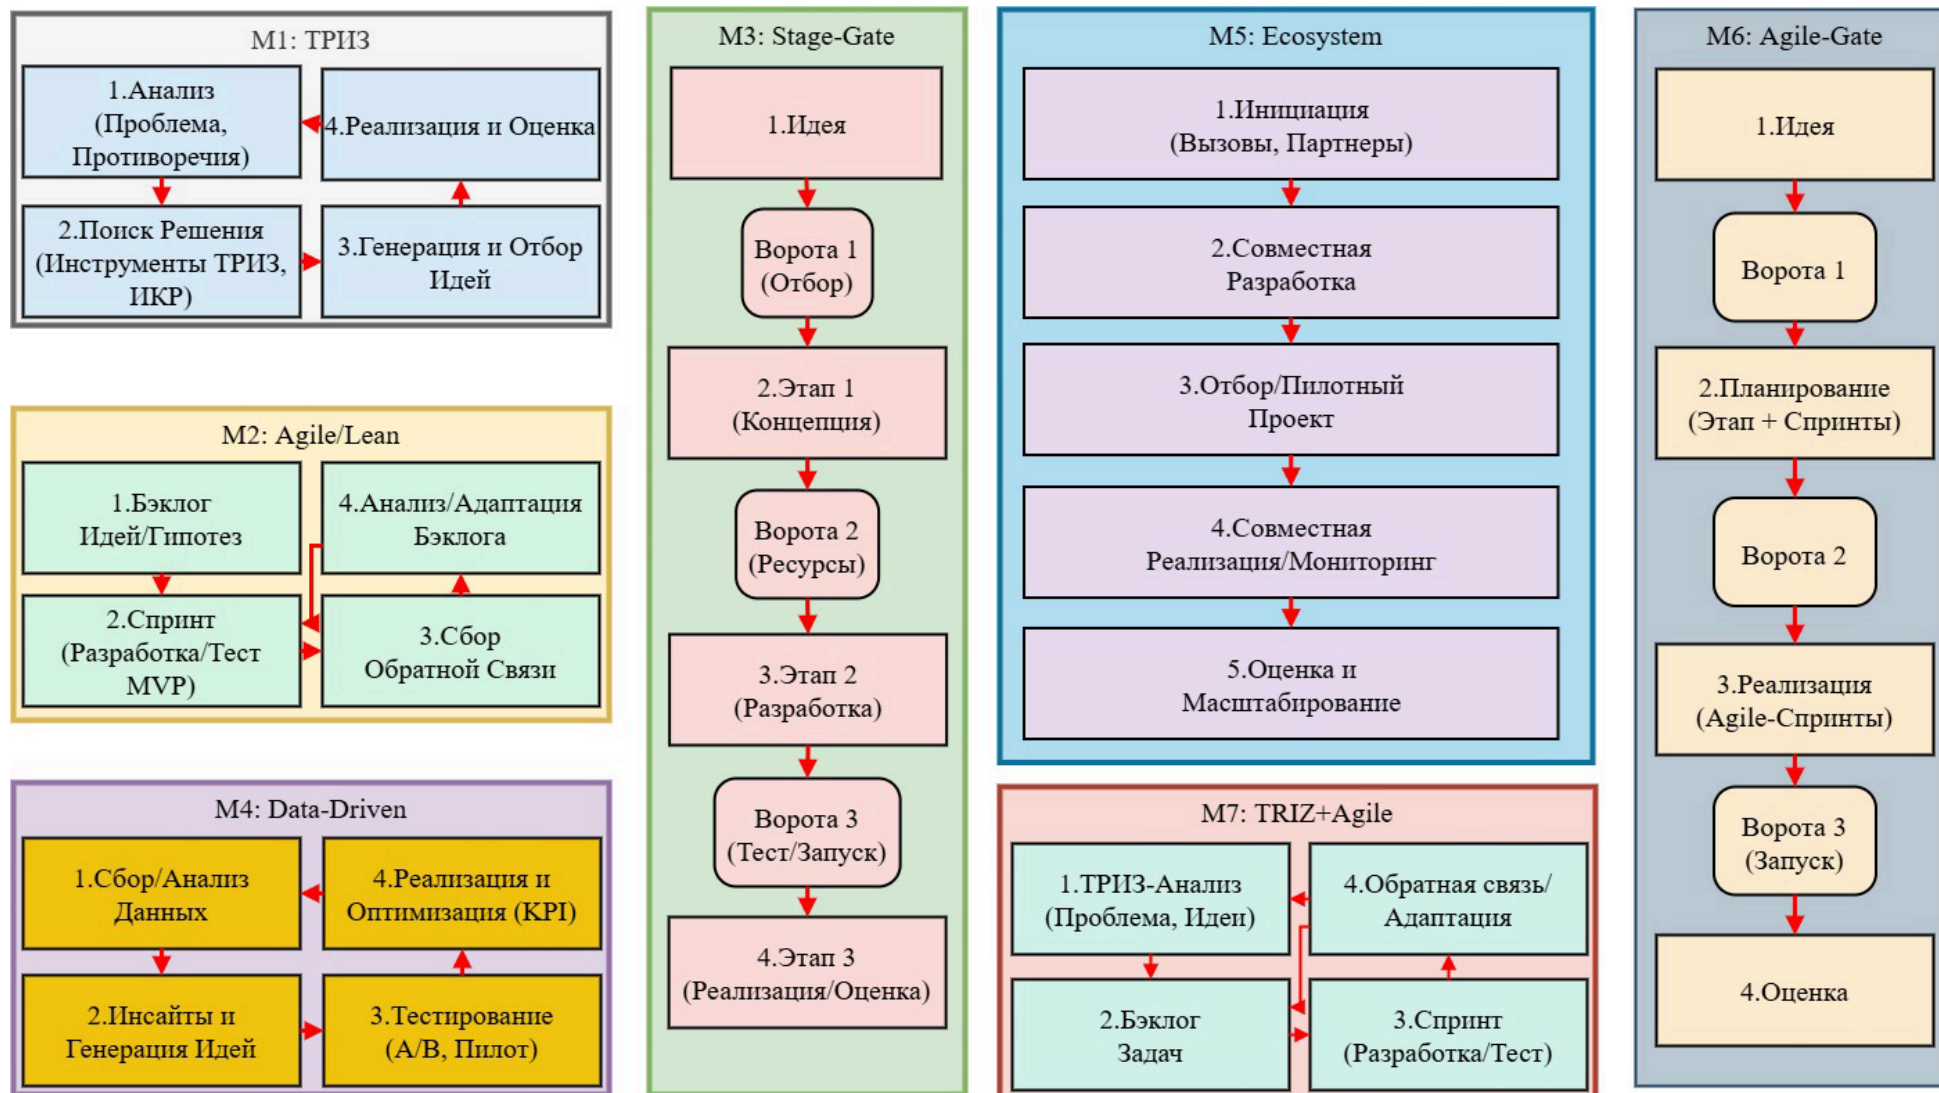 М1: ТРИЗ
1.Анализ
(Проблема,
Противоречия)
4.Реализация и Оценка
2.Поиск Решения
(Инструменты ТРИЗ,
ИКР)
3.Генерация и Отбор
Идей
M2: Agile/Lean
1.Бэклог
Идей/Гипотез
4.Анализ/Адаптация
Бэклога
2.Спринт
(Разработка/Тест
MVP)
3.Сбор
Обратной Связи
M4: Data-Driven
1.Сбор/Анализ
Данных
4.Реализация и
Оптимизация (KPI)
2.Инсайты и
Генерация Идей
3.Тестирование
(A/B, Пилот)
M3: Stage-Gate
1.Идея
Ворота 1
(Отбор)
2.Этап 1
(Концепция)
Ворота 2
(Ресурсы)
3.Этап 2
(Разработка)
Ворота 3
(Тест/Запуск)
4.Этап 3
(Реализация/Оценка)
M5: Ecosystem
1.Инициация
(Вызовы, Партнеры)
2.Совместная
Разработка
3.Отбор/Пилотный
Проект
4.Совместная
Реализация/Мониторинг
5.Оценка и
Масштабирование
M7: TRIZ+Agile
1.ТРИЗ-Анализ
(Проблема, Идеи)
4.Обратная связь/
Адаптация
2.Бэклог
Задач
3.Спринт
(Разработка/Тест)
M6: Agile-Gate
1.Идея
Ворота 1
2.Планирование
(Этап + Спринты)
Ворота 2
3.Реализация
(Agile-Спринты)
Ворота 3
(Запуск)
4.Оценка